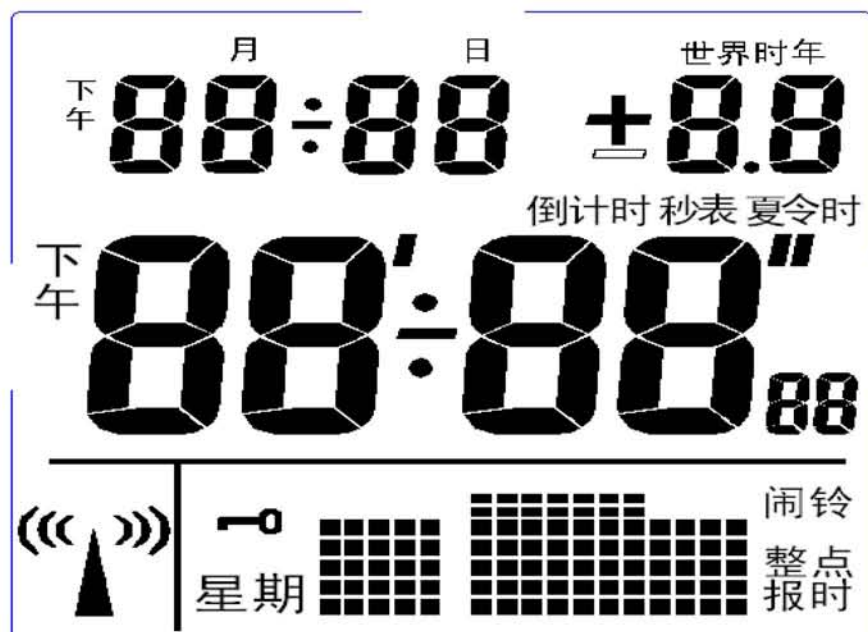 月 日 世界时年
下午 88÷88 ±8.8
倒计时 秒表 夏令时
下午 88'÷88" 88
闹铃
星期 整点
报时